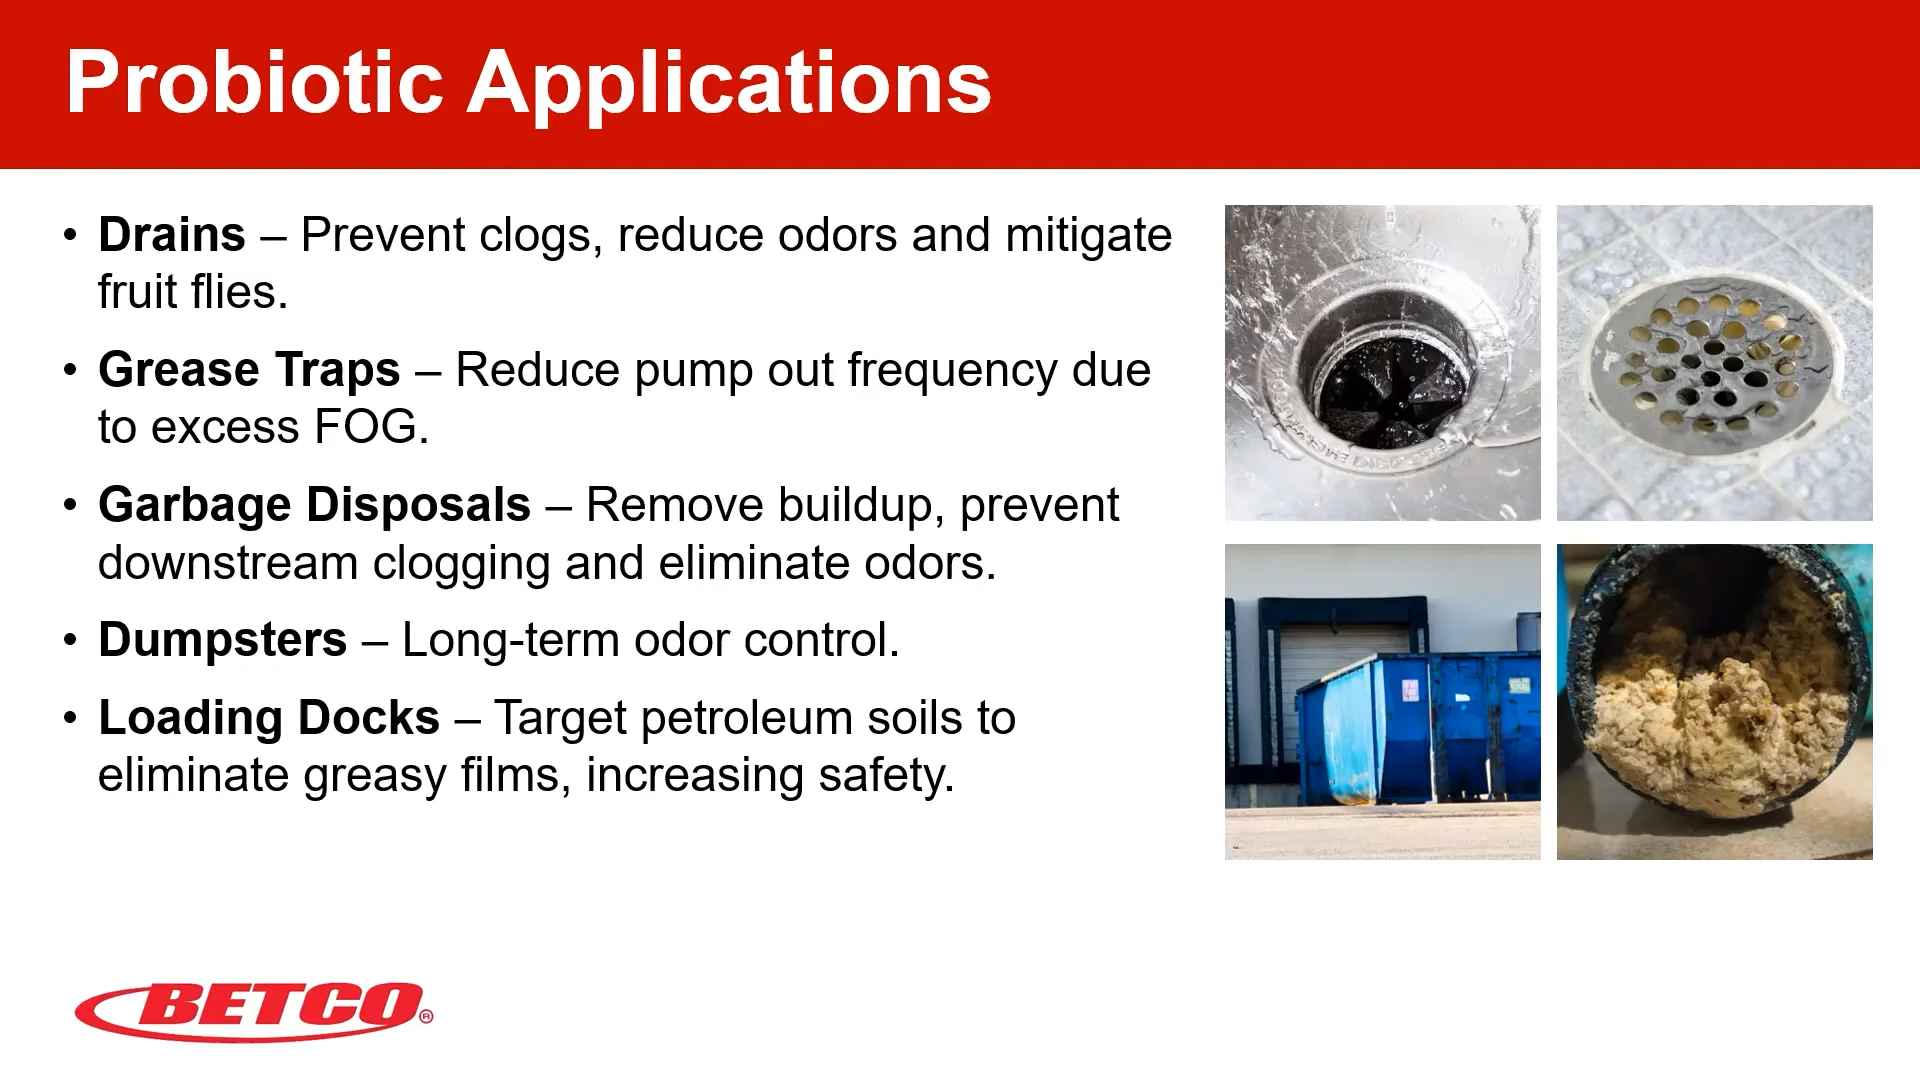 Probiotic Applications
• Drains – Prevent clogs, reduce odors and mitigate
fruit flies.
• Grease Traps – Reduce pump out frequency due
to excess FOG.
• Garbage Disposals – Remove buildup, prevent
downstream clogging and eliminate odors.
• Dumpsters – Long-term odor control.
• Loading Docks – Target petroleum soils to
eliminate greasy films, increasing safety.
BETCO®